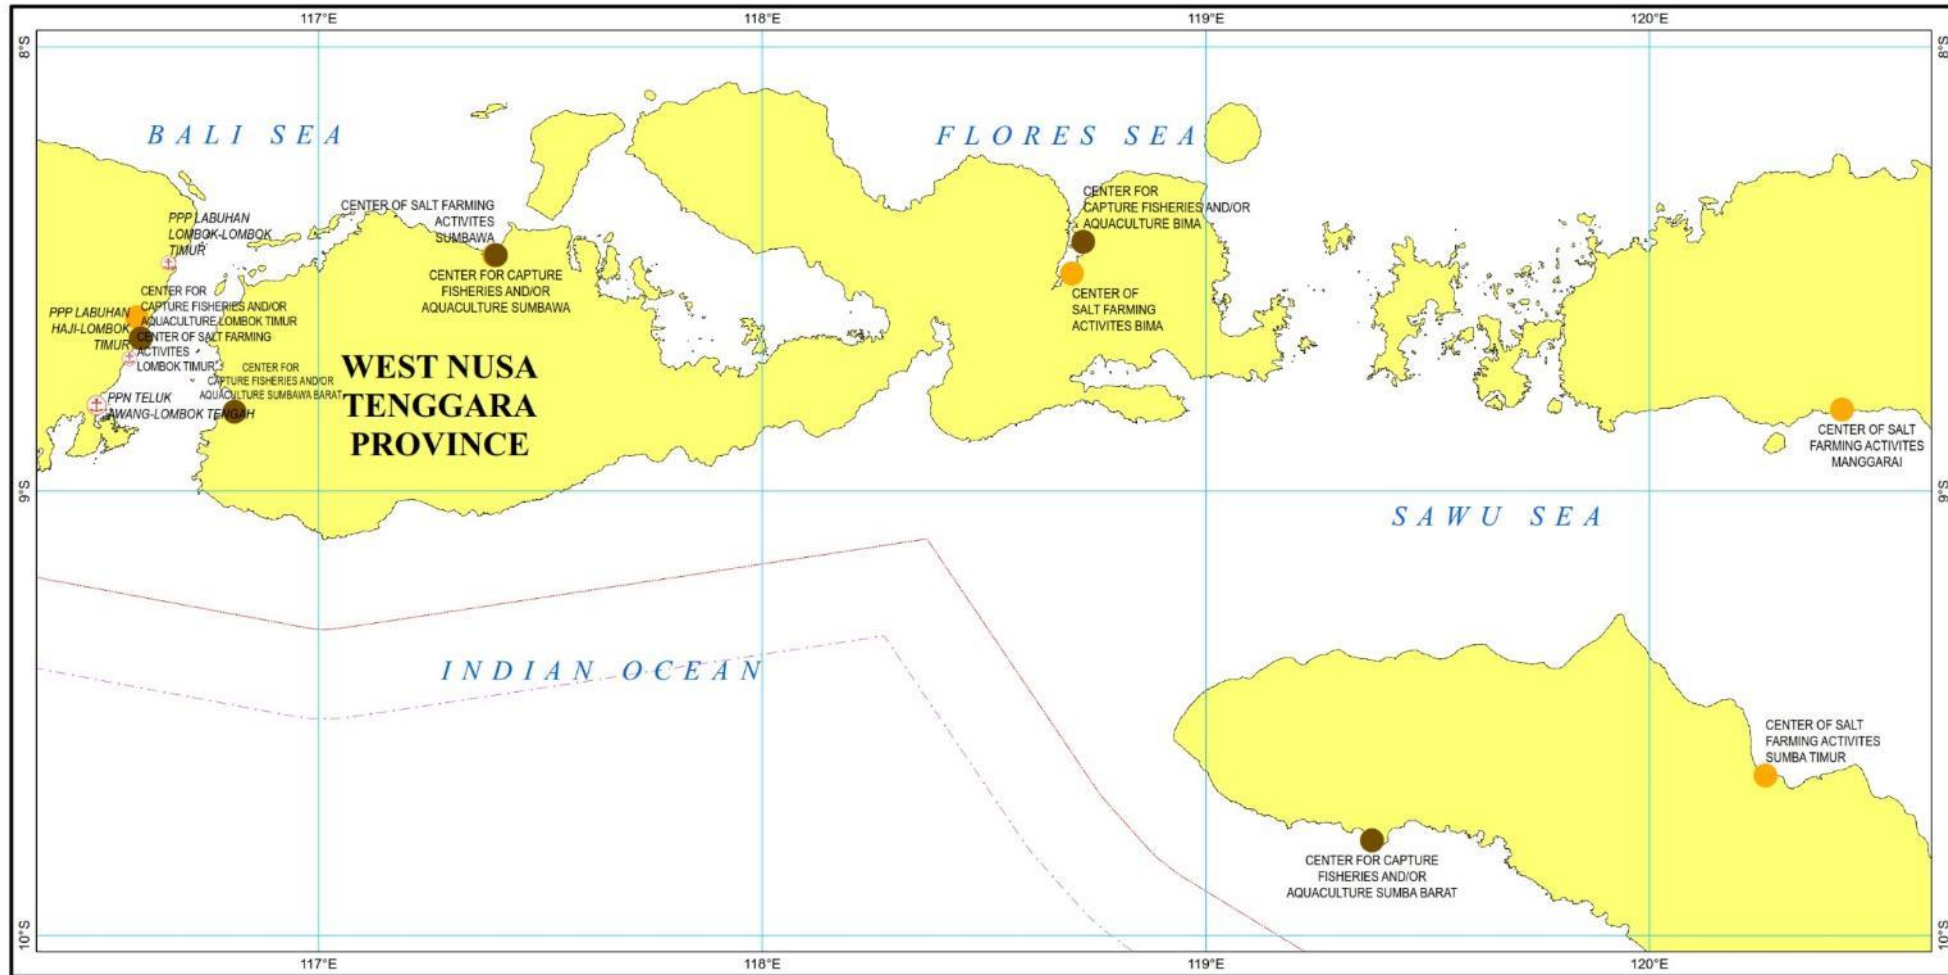 117°E
118°E
119°E
120°E
8°S
8°S
BALI SEA
FLORES SEA
CENTER OF SALT FARMING
ACTIVITES
SUMBAWA
CENTER FOR
CAPTURE FISHERIES AND/OR
AQUACULTURE BIMA
PPP LABUHAN
LOMBOK-LOMBOK
TIMUR
CENTER FOR CAPTURE
FISHERIES AND/OR
AQUACULTURE SUMBAWA
CENTER OF
SALT FARMING
ACTIVITES BIMA
CENTER FOR
CAPTURE FISHERIES AND/OR
AQUACULTURE LOMBOK TIMUR
PPP LABUHAN
HAJI-LOMBOK
TIMUR
CENTER OF SALT FARMING
ACTIVITES
LOMBOK TIMUR
CENTER FOR
CAPTURE FISHERIES AND/OR
AQUACULTURE SUMBAWA BARAT
WEST NUSA
TENGGARA
PROVINCE
PPN TELUK
AWANG-LOMBOK TENGAH
CENTER OF SALT
FARMING ACTIVITES
MANGGARAI
9°S
9°S
SAWU SEA
INDIAN OCEAN
CENTER OF SALT
FARMING ACTIVITES
SUMBA TIMUR
CENTER FOR CAPTURE
FISHERIES AND/OR
AQUACULTURE SUMBA BARAT
10°S
10°S
117°E
118°E
119°E
120°E